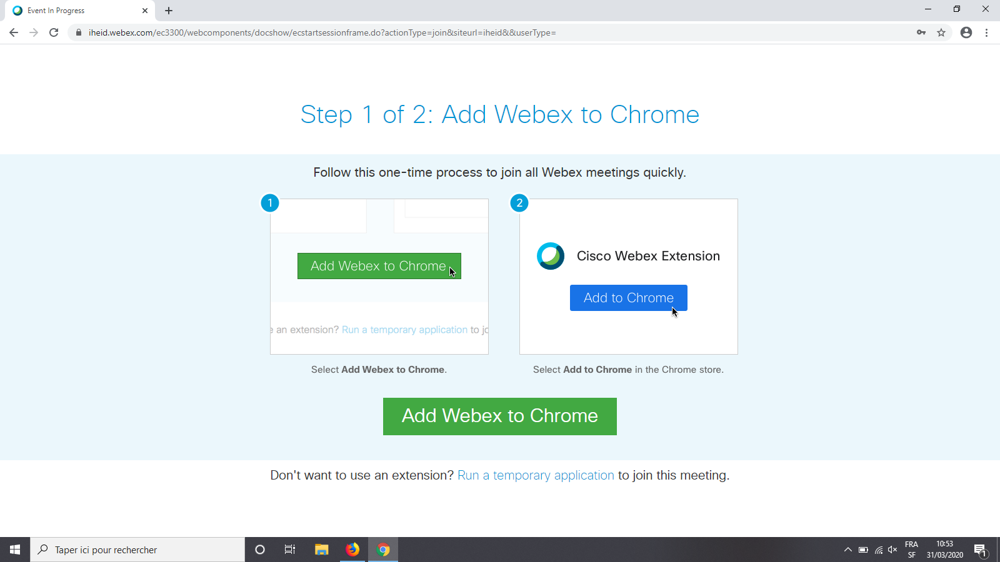 Event In Progress
iheid.webex.com/ec3300/webcomponents/docshow/ecstartsessionframe.do?actionType=join&siteurl=iheid&&userType=
Step 1 of 2: Add Webex to Chrome
Follow this one-time process to join all Webex meetings quickly.
1
Add Webex to Chrome
an extension? Run a temporary application to
Select Add Webex to Chrome.
2
Cisco Webex Extension
Add to Chrome
Select Add to Chrome in the Chrome store.
Add Webex to Chrome
Don't want to use an extension? Run a temporary application to join this meeting.
Taper ici pour rechercher
FRA
SF
10:53
31/03/2020
1